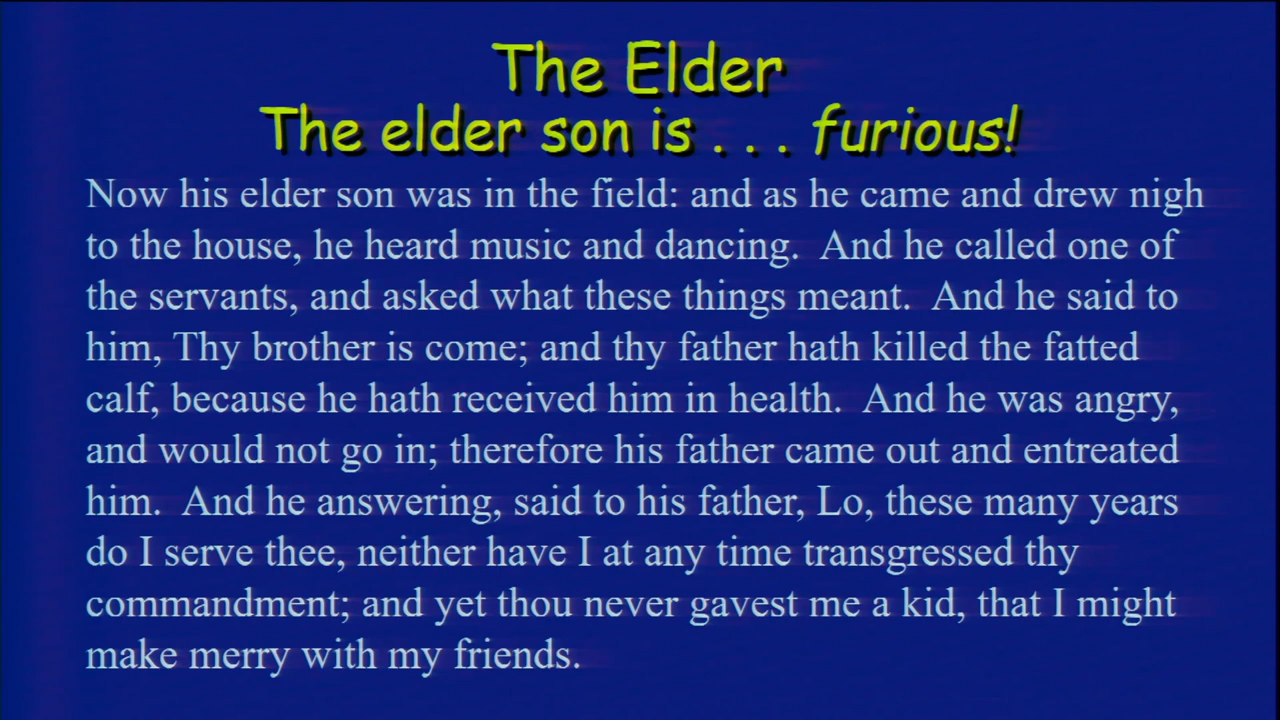 The Elder
The elder son is . . . furious!
Now his elder son was in the field: and as he came and drew nigh
to the house, he heard music and dancing.  And he called one of
the servants, and asked what these things meant.  And he said to
him, Thy brother is come; and thy father hath killed the fatted
calf, because he hath received him in health.  And he was angry,
and would not go in; therefore his father came out and entreated
him.  And he answering, said to his father, Lo, these many years
do I serve thee, neither have I at any time transgressed thy
commandment; and yet thou never gavest me a kid, that I might
make merry with my friends.